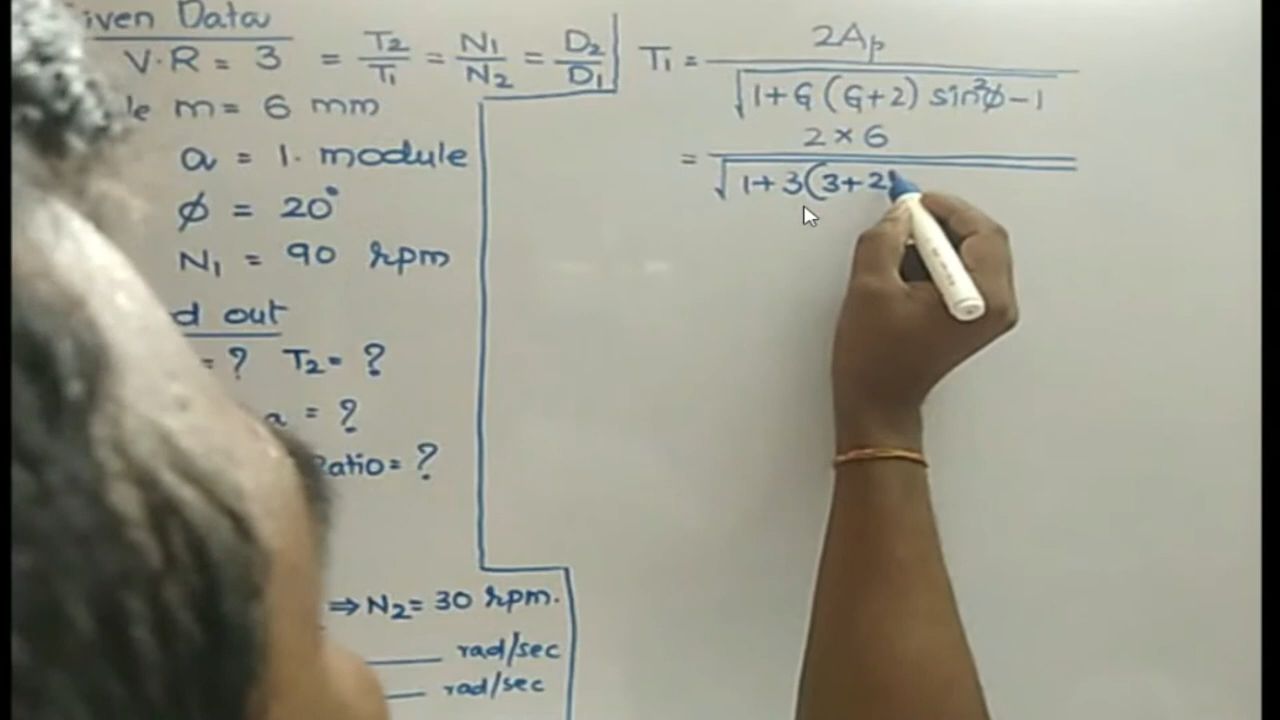 iven Data
V.R = 3 = T2/T1 = N1/N2 = D2/D1
le m = 6 mm
a = 1. module
φ = 20°
N1 = 90 rpm
d out
= ? T2 = ?
a = ?
Ratio = ?
⇒ N2 = 30 rpm.
rad/sec
rad/sec
T1 = 2Ap / √1+G(G+2) sin²φ-1
= 2×6 / √1+3(3+2